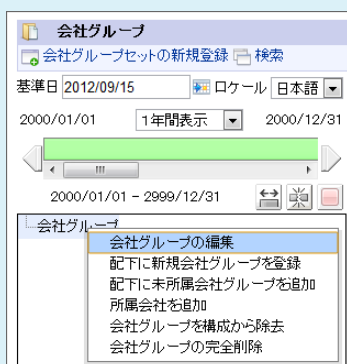 会社グループ
会社グループセットの新規登録 検索
基準日 2012/09/15 ロケール 日本語
2000/01/01 1年間表示 2000/12/31
2000/01/01 - 2999/12/31
会社グループ
会社グループの編集
配下に新規会社グループを登録
配下に未所属会社グループを追加
所属会社を追加
会社グループを構成から除去
会社グループの完全削除